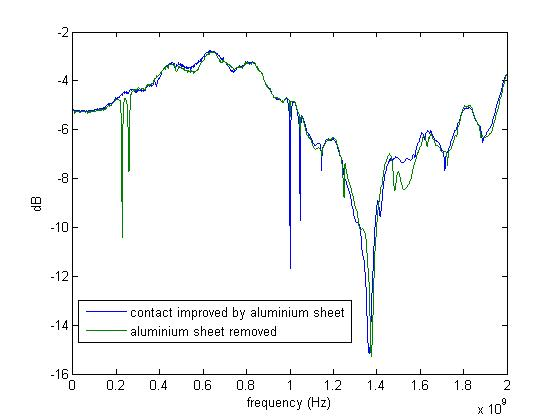 -2
-4
-6
-8
-10
-12
-14
-16
dB
contact improved by aluminium sheet
aluminium sheet removed
0 0.2 0.4 0.6 0.8 1 1.2 1.4 1.6 1.8 2
frequency (Hz)
x 10^9